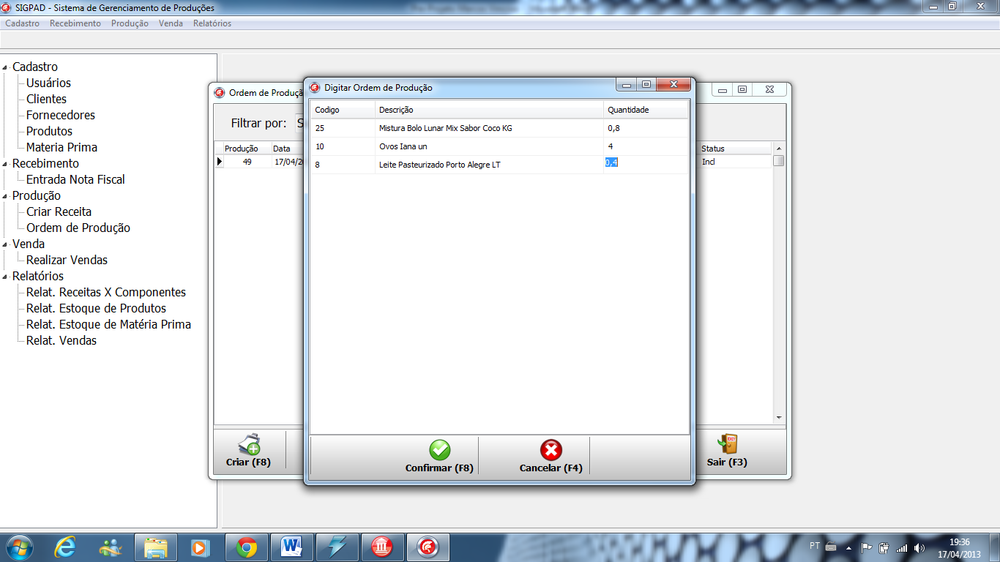 SIGPAD - Sistema de Gerenciamento de Produções
Cadastro Recebimento Produção Venda Relatórios
Cadastro
Usuários
Clientes
Fornecedores
Produtos
Materia Prima
Recebimento
Entrada Nota Fiscal
Produção
Criar Receita
Ordem de Produção
Venda
Realizar Vendas
Relatórios
Relat. Receitas X Componentes
Relat. Estoque de Produtos
Relat. Estoque de Matéria Prima
Relat. Vendas
Ordem de Produçã
Filtrar por: S
Produção Data Status
49 17/04/20 Incl
Criar (F8)
Sair (F3)
Digitar Ordem de Produção
Codigo Descrição Quantidade
25 Mistura Bolo Lunar Mix Sabor Coco KG 0,8
10 Ovos Iana un 4
8 Leite Pasteurizado Porto Alegre LT 0,4
Confirmar (F8) Cancelar (F4)
EXIT
PT
19:36
17/04/2013